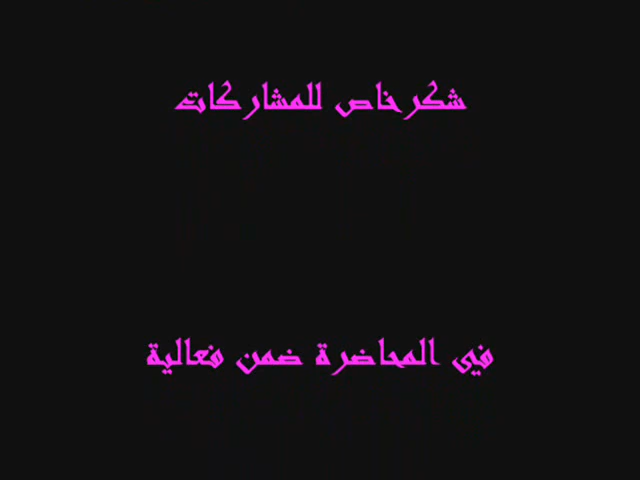 شكر خاص للمشاركات
في المحاضرة ضمن فعالية